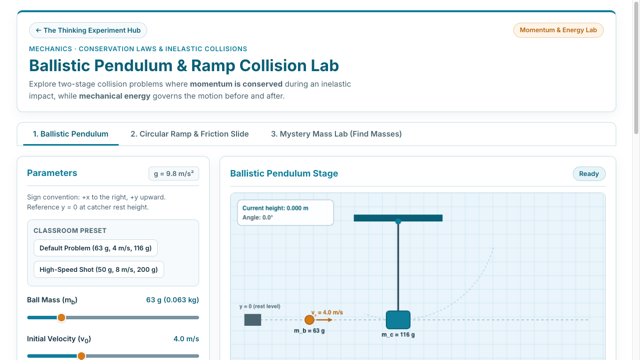 ← The Thinking Experiment Hub
Momentum & Energy Lab
MECHANICS · CONSERVATION LAWS & INELASTIC COLLISIONS
Ballistic Pendulum & Ramp Collision Lab
Explore two-stage collision problems where momentum is conserved during an inelastic
impact, while mechanical energy governs the motion before and after.
1. Ballistic Pendulum
2. Circular Ramp & Friction Slide
3. Mystery Mass Lab (Find Masses)
Parameters
g = 9.8 m/s²
Sign convention: +x to the right, +y upward.
Reference y = 0 at catcher rest height.
CLASSROOM PRESET
Default Problem (63 g, 4 m/s, 116 g)
High-Speed Shot (50 g, 8 m/s, 200 g)
Ball Mass (m_b)
63 g (0.063 kg)
Initial Velocity (v_0)
4.0 m/s
Ballistic Pendulum Stage
Ready
Current height: 0.000 m
Angle: 0.0°
y = 0 (rest level)
v_ = 4.0 m/s
m_b = 63 g
m_c = 116 g